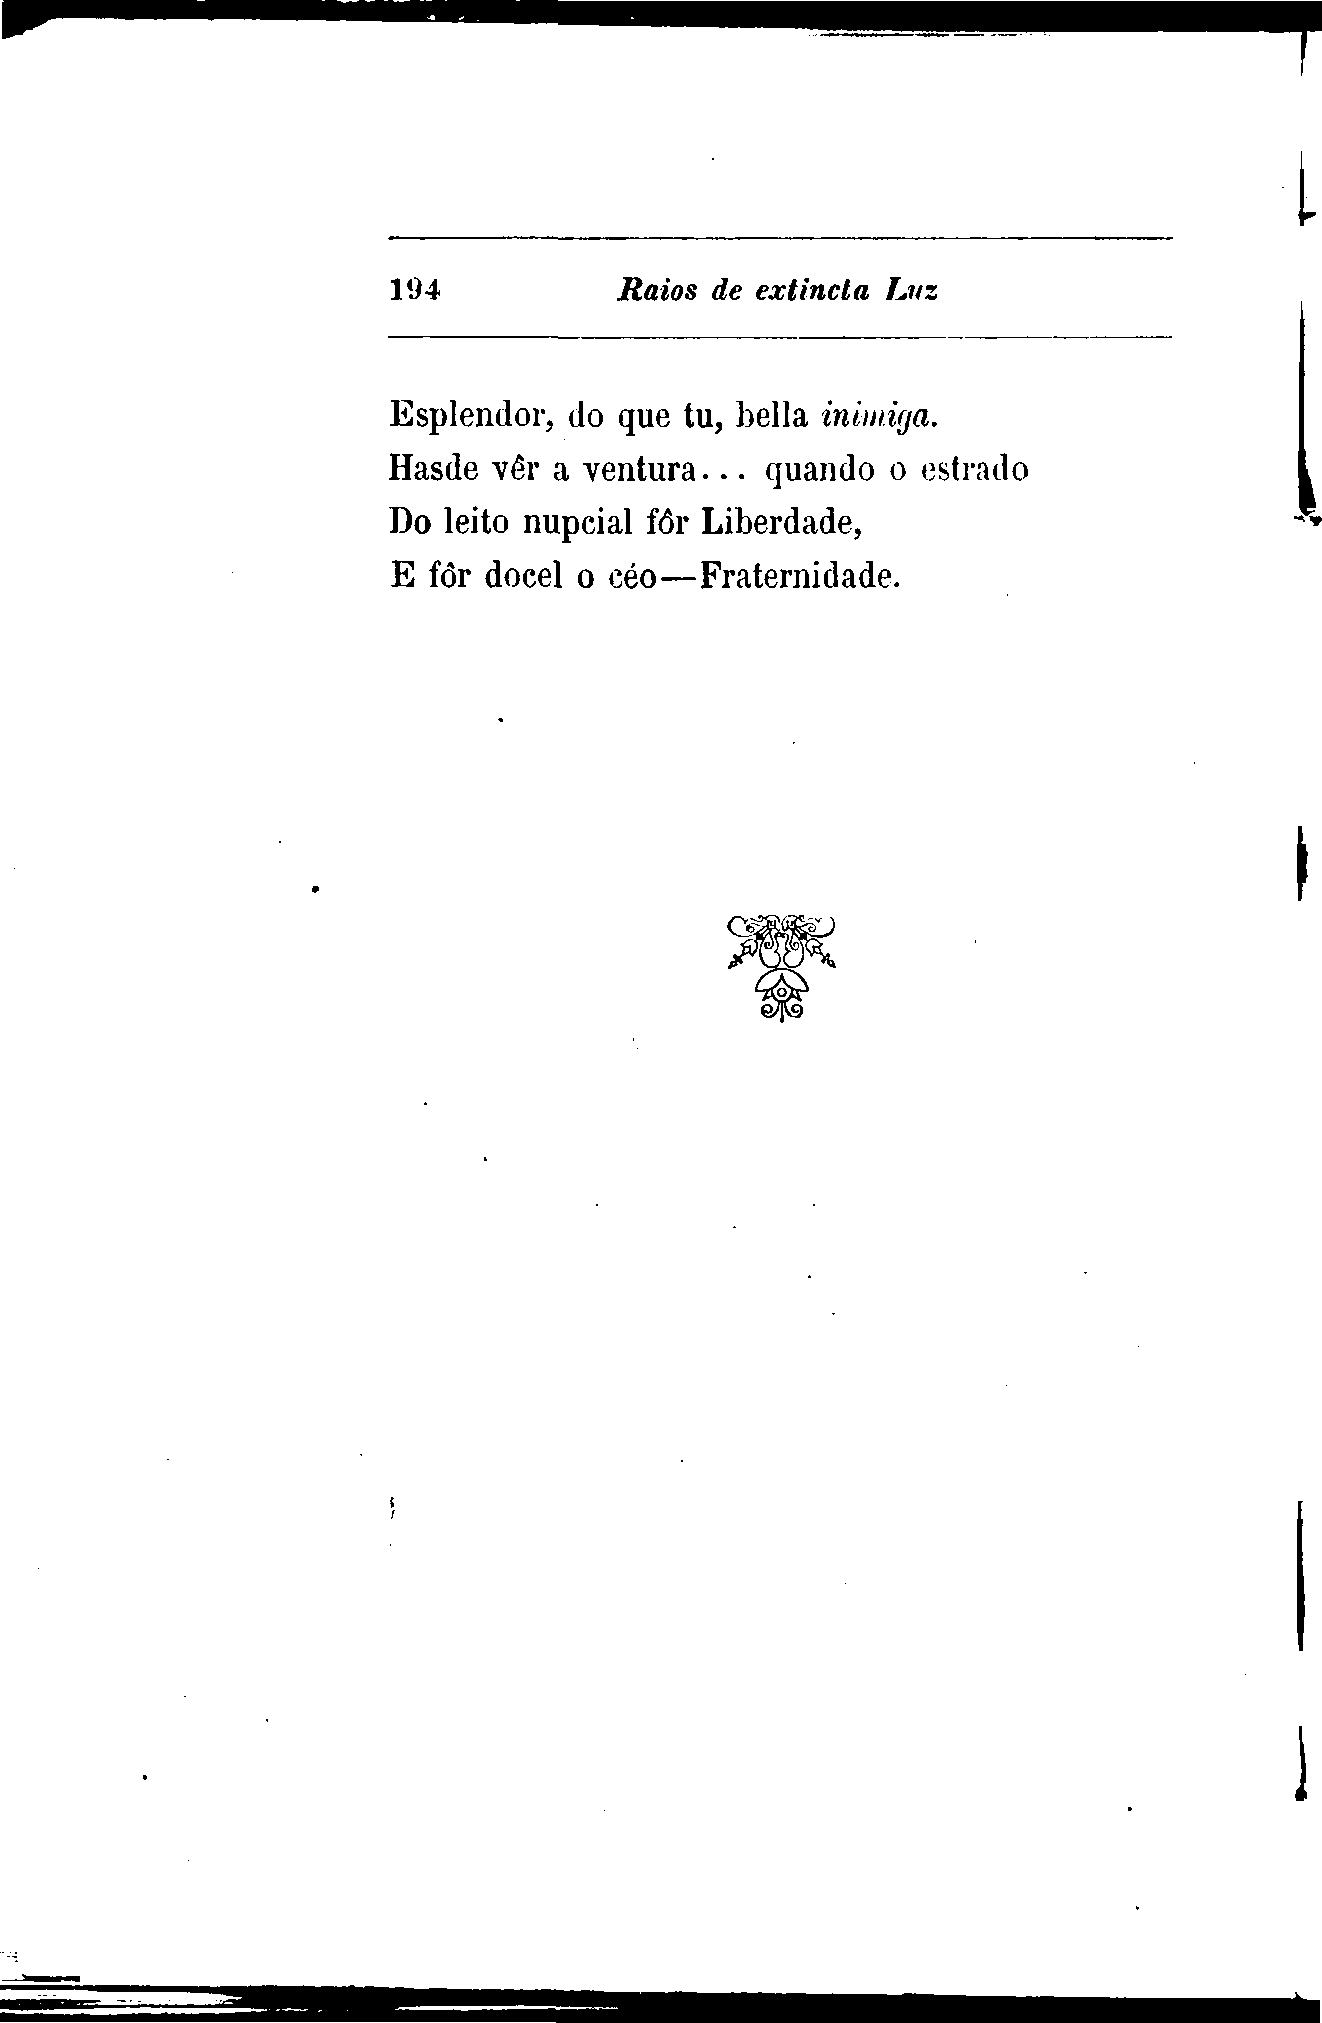 194 Raios de extincta Luz
Esplendor, do que tu, bella inimiga.
Hasde vêr a ventura... quando o estrado
Do leito nupcial fôr Liberdade,
E fôr docel o céo—Fraternidade.